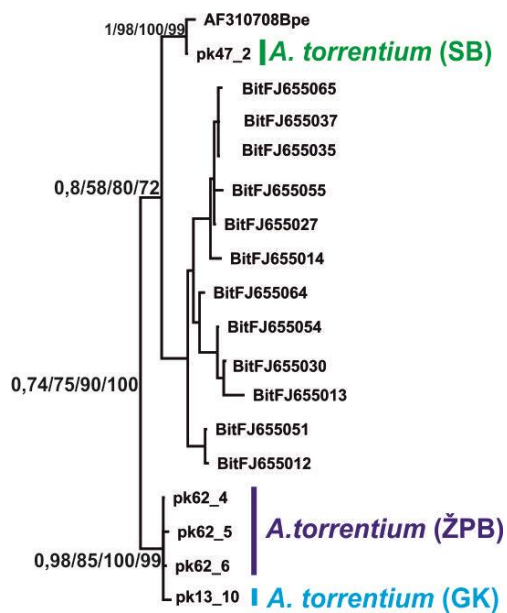 AF310708Bpe
1/98/100/99
pk47_2 A. torrentium (SB)
BitFJ655065
BitFJ655037
BitFJ655035
0,8/58/80/72
BitFJ655055
BitFJ655027
BitFJ655014
BitFJ655064
BitFJ655054
BitFJ655030
0,74/75/90/100
BitFJ655013
BitFJ655051
BitFJ655012
pk62_4
pk62_5 A.torrentium (ŽPB)
0,98/85/100/99
pk62_6
pk13_10 A. torrentium (GK)